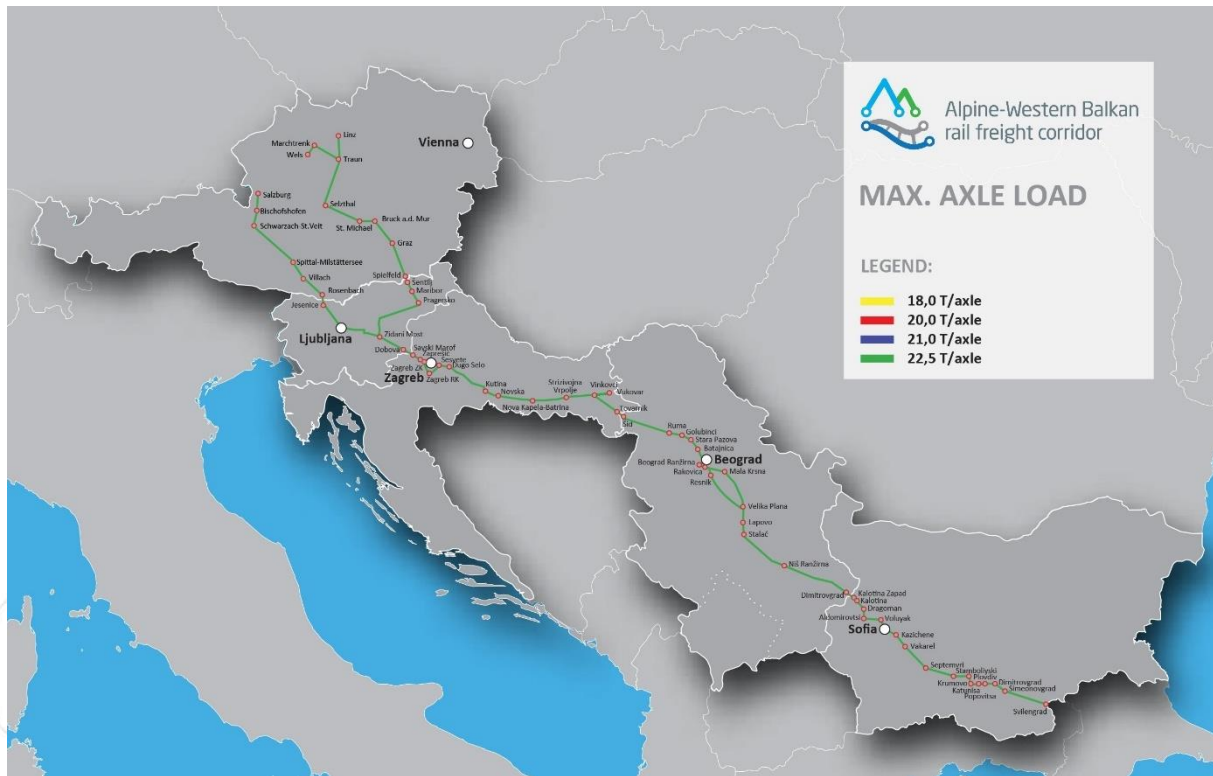 Alpine-Western Balkan
rail freight corridor
MAX. AXLE LOAD
LEGEND:
18,0 T/axle
20,0 T/axle
21,0 T/axle
22,5 T/axle
Linz
Marchtrenk
Wels
Traun
Vienna
Salzburg
Bischofshofen
Schwarzach-St.Veit
Selzthal
St. Michael
Bruck a.d. Mur
Graz
Spittal-Milstättersee
Villach
Rosenbach
Jesenice
Spielfeld
Šentilj
Maribor
Pragersko
Ljubljana
Zidani Most
Dobova
Savski Marof
Zaprešić
Sesvete
Dugo Selo
Zagreb ZK
Zagreb
Zagreb RK
Kutina
Novska
Nova Kapela-Batrina
Strizivojna
Vrpolje
Vinkovci
Vukovar
Tovarnik
Šid
Ruma
Golubinci
Stara Pazova
Batajnica
Beograd
Beograd Ranžirna
Rakovica
Resnik
Mala Krsna
Velika Plana
Lapovo
Stalać
Niš Ranžirna
Dimitrovgrad
Kalotina Zapad
Kalotina
Dragoman
Aldomirovtsi
Voluyak
Sofia
Kazichene
Vakarel
Septemvri
Stamboliyski
Plovdiv
Krumovo
Katunisa
Popovitsa
Dimitrovgrad
Simeonovgrad
Svilengrad